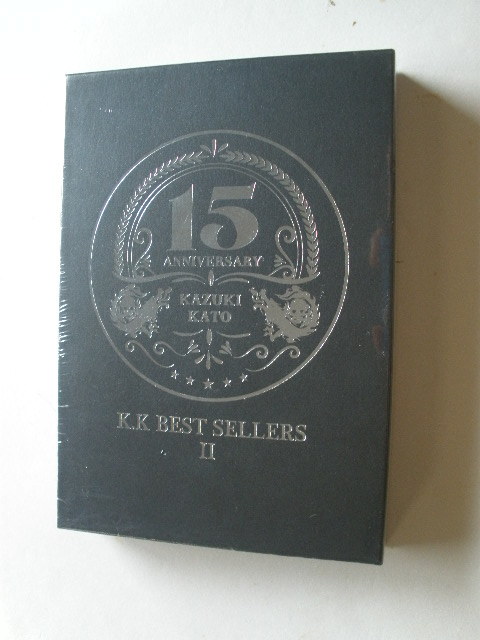 15
ANNIVERSARY
KAZUKI
KATO
K.K BEST SELLERS
II